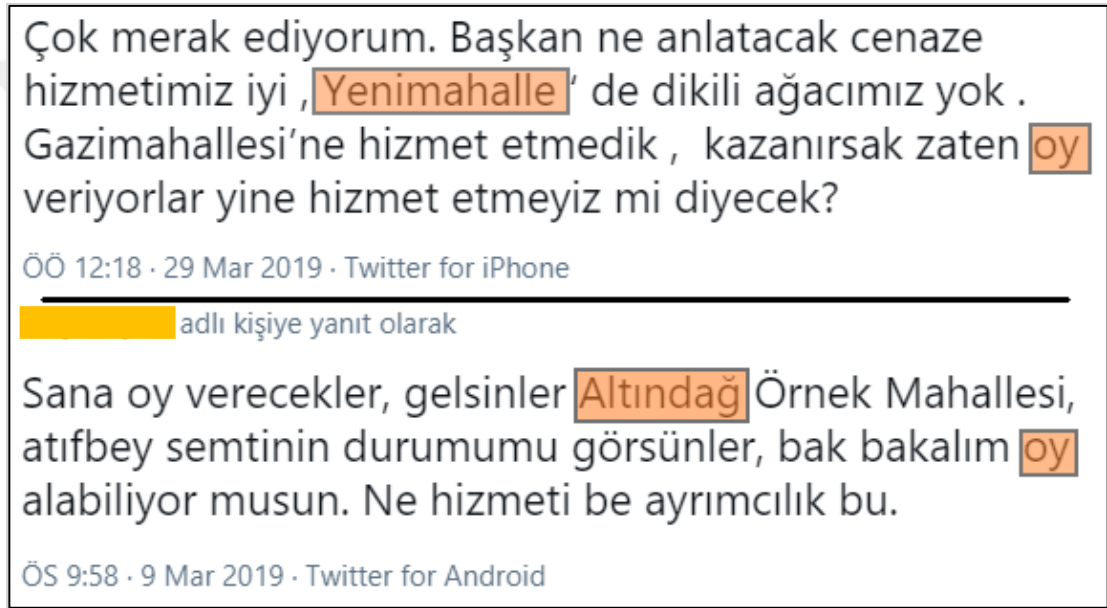 Çok merak ediyorum. Başkan ne anlatacak cenaze
hizmetimiz iyi , Yenimahalle ' de dikili ağacımız yok .
Gazimahallesi'ne hizmet etmedik , kazanırsak zaten oy
veriyorlar yine hizmet etmeyiz mi diyecek?
ÖÖ 12:18 · 29 Mar 2019 · Twitter for iPhone
adlı kişiye yanıt olarak
Sana oy verecekler, gelsinler Altındağ Örnek Mahallesi,
atıfbey semtinin durumumu görsünler, bak bakalım oy
alabiliyor musun. Ne hizmeti be ayrımcılık bu.
ÖS 9:58 · 9 Mar 2019 · Twitter for Android